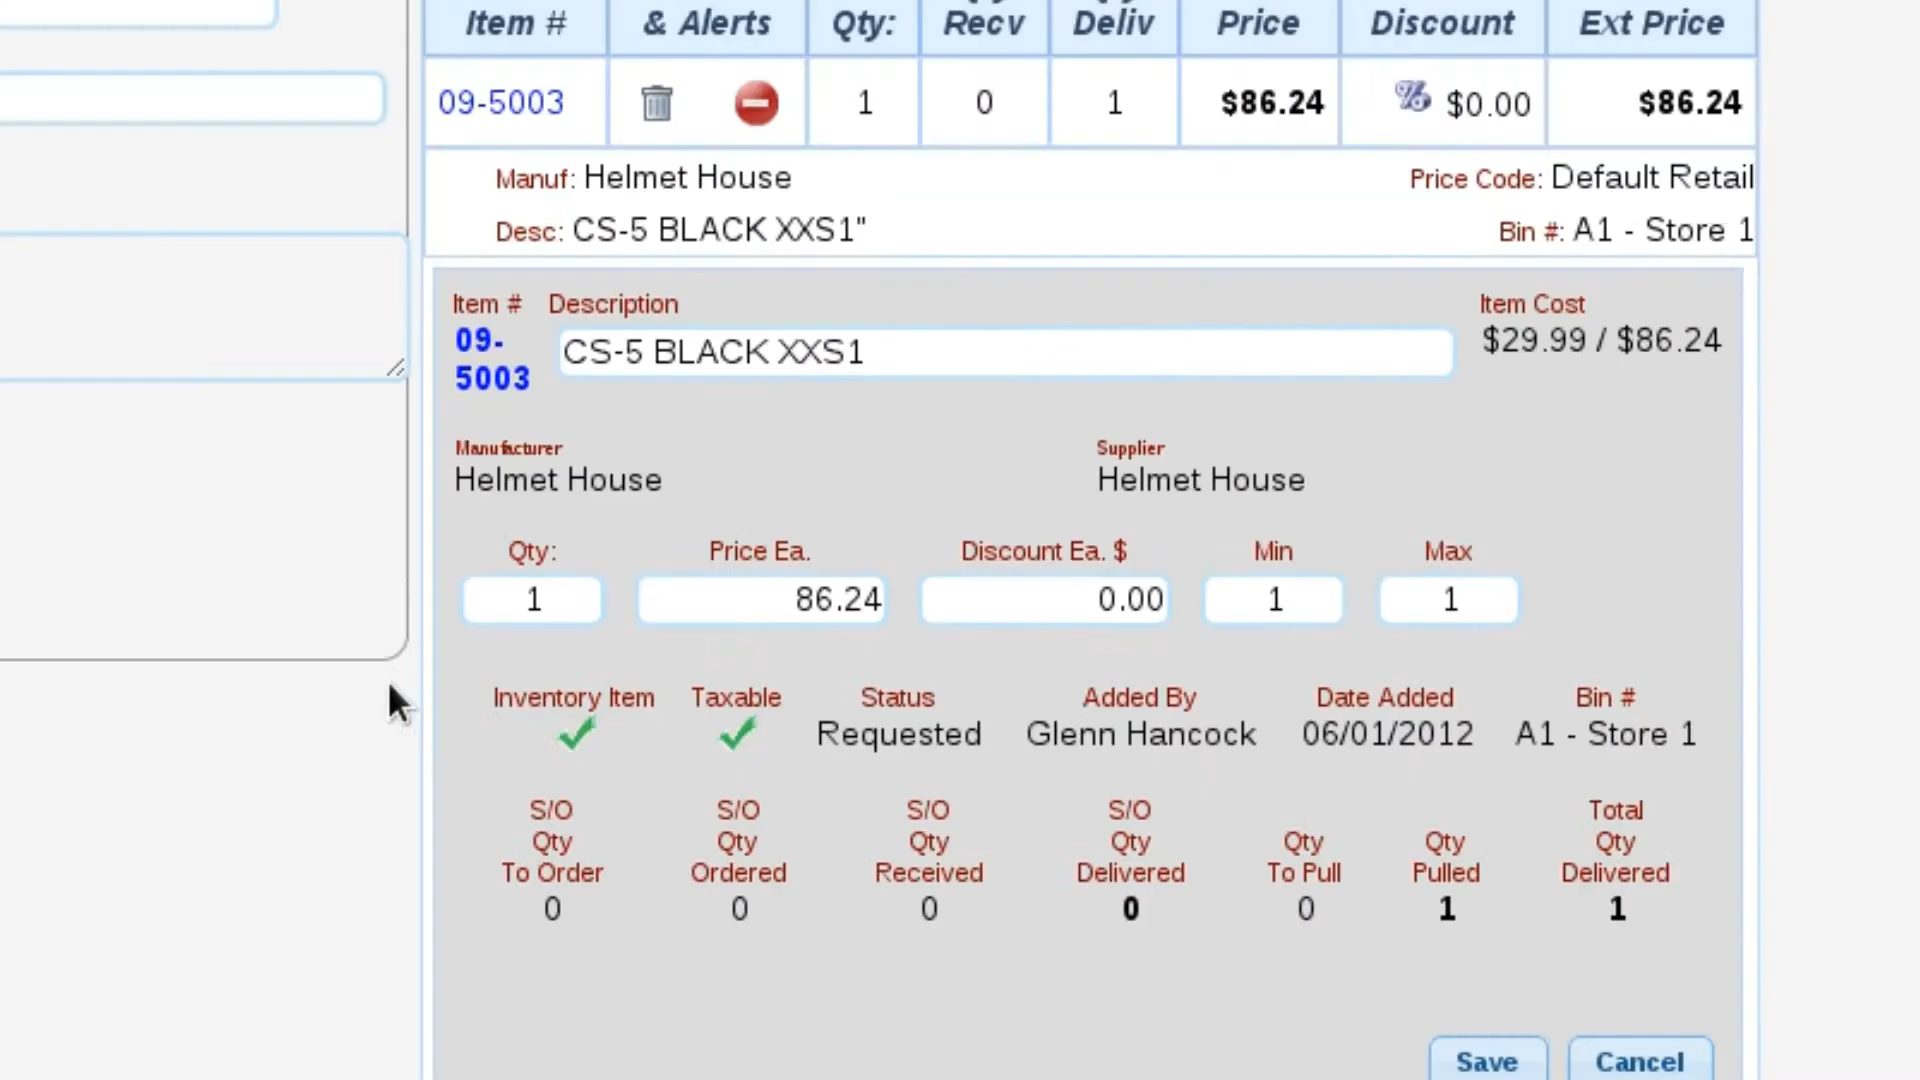 Item # & Alerts Qty: Recv Deliv Price Discount Ext Price
09-5003 1 0 1 $86.24 $0.00 $86.24
Manuf: Helmet House Price Code: Default Retail
Desc: CS-5 BLACK XXS1" Bin #: A1 - Store 1
Item # Description Item Cost
09-
5003
CS-5 BLACK XXS1 $29.99 / $86.24
Manufacturer Supplier
Helmet House Helmet House
Qty: Price Ea. Discount Ea. $ Min Max
1 86.24 0.00 1 1
Inventory Item Taxable Status Added By Date Added Bin #
Requested Glenn Hancock 06/01/2012 A1 - Store 1
S/O S/O S/O S/O Total
Qty Qty Qty Qty Qty Qty Qty
To Order Ordered Received Delivered To Pull Pulled Delivered
0 0 0 0 0 1 1
Save Cancel